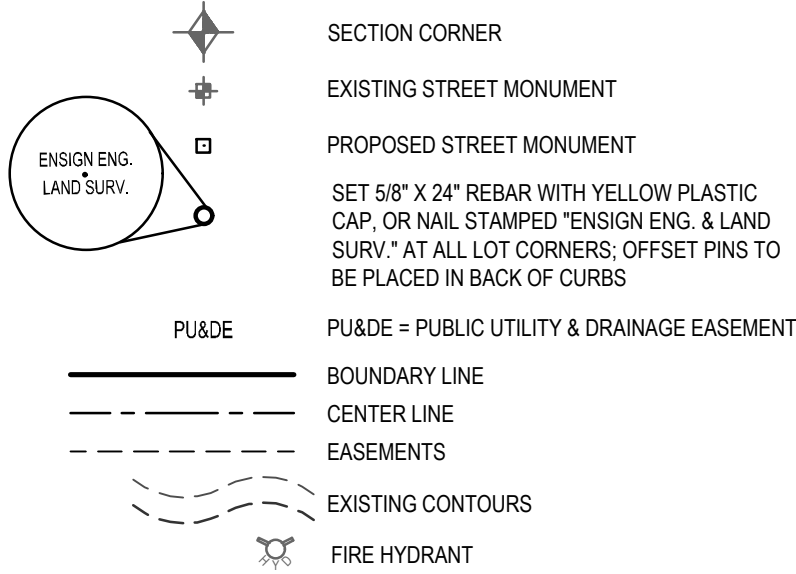 SECTION CORNER
EXISTING STREET MONUMENT
PROPOSED STREET MONUMENT
ENSIGN ENG.
LAND SURV.
SET 5/8" X 24" REBAR WITH YELLOW PLASTIC
CAP, OR NAIL STAMPED "ENSIGN ENG. & LAND
SURV." AT ALL LOT CORNERS; OFFSET PINS TO
BE PLACED IN BACK OF CURBS
PU&DE PU&DE = PUBLIC UTILITY & DRAINAGE EASEMENT
BOUNDARY LINE
CENTER LINE
EASEMENTS
EXISTING CONTOURS
HYD FIRE HYDRANT